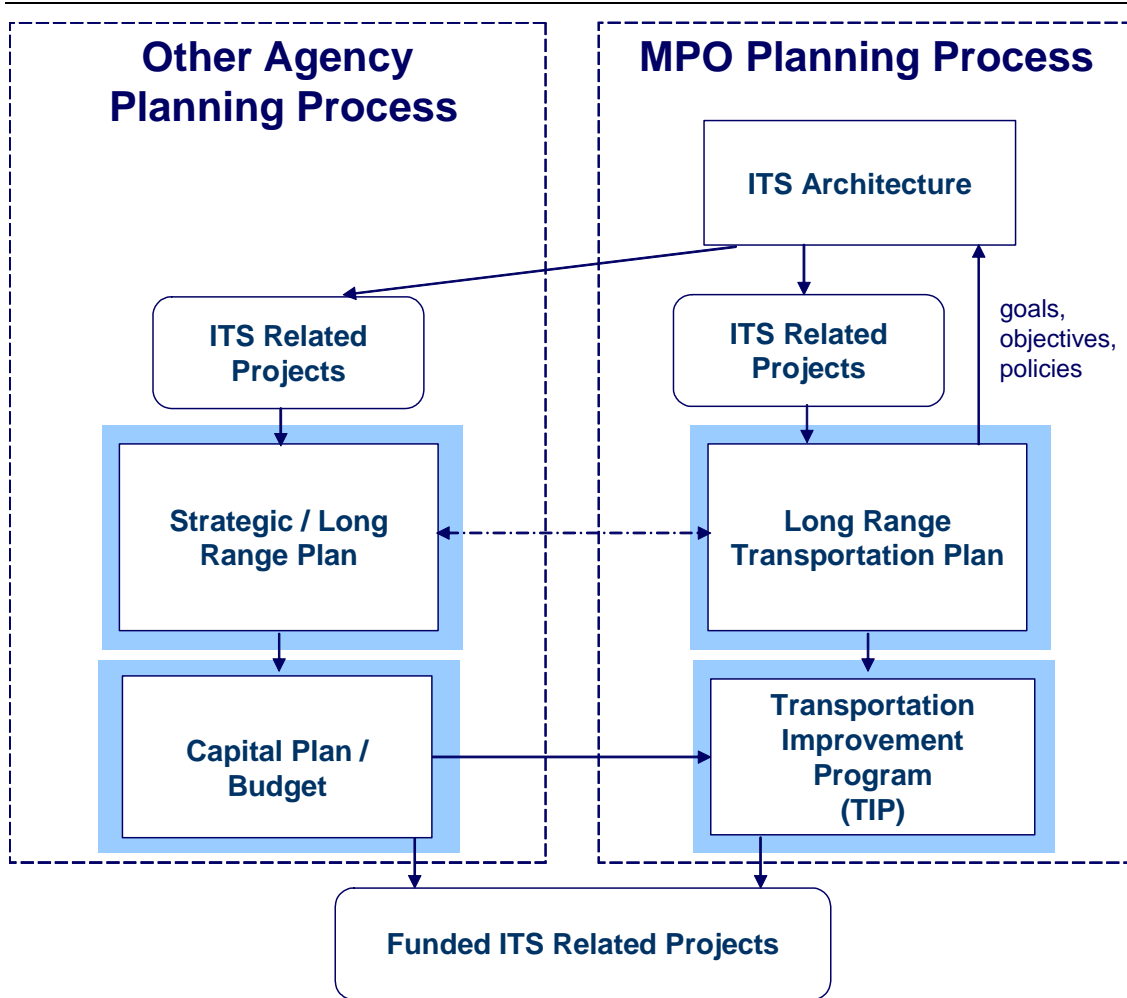 Other Agency
Planning Process
MPO Planning Process
ITS Architecture
ITS Related
Projects
ITS Related
Projects
goals,
objectives,
policies
Strategic / Long
Range Plan
Long Range
Transportation Plan
Capital Plan /
Budget
Transportation
Improvement
Program
(TIP)
Funded ITS Related Projects